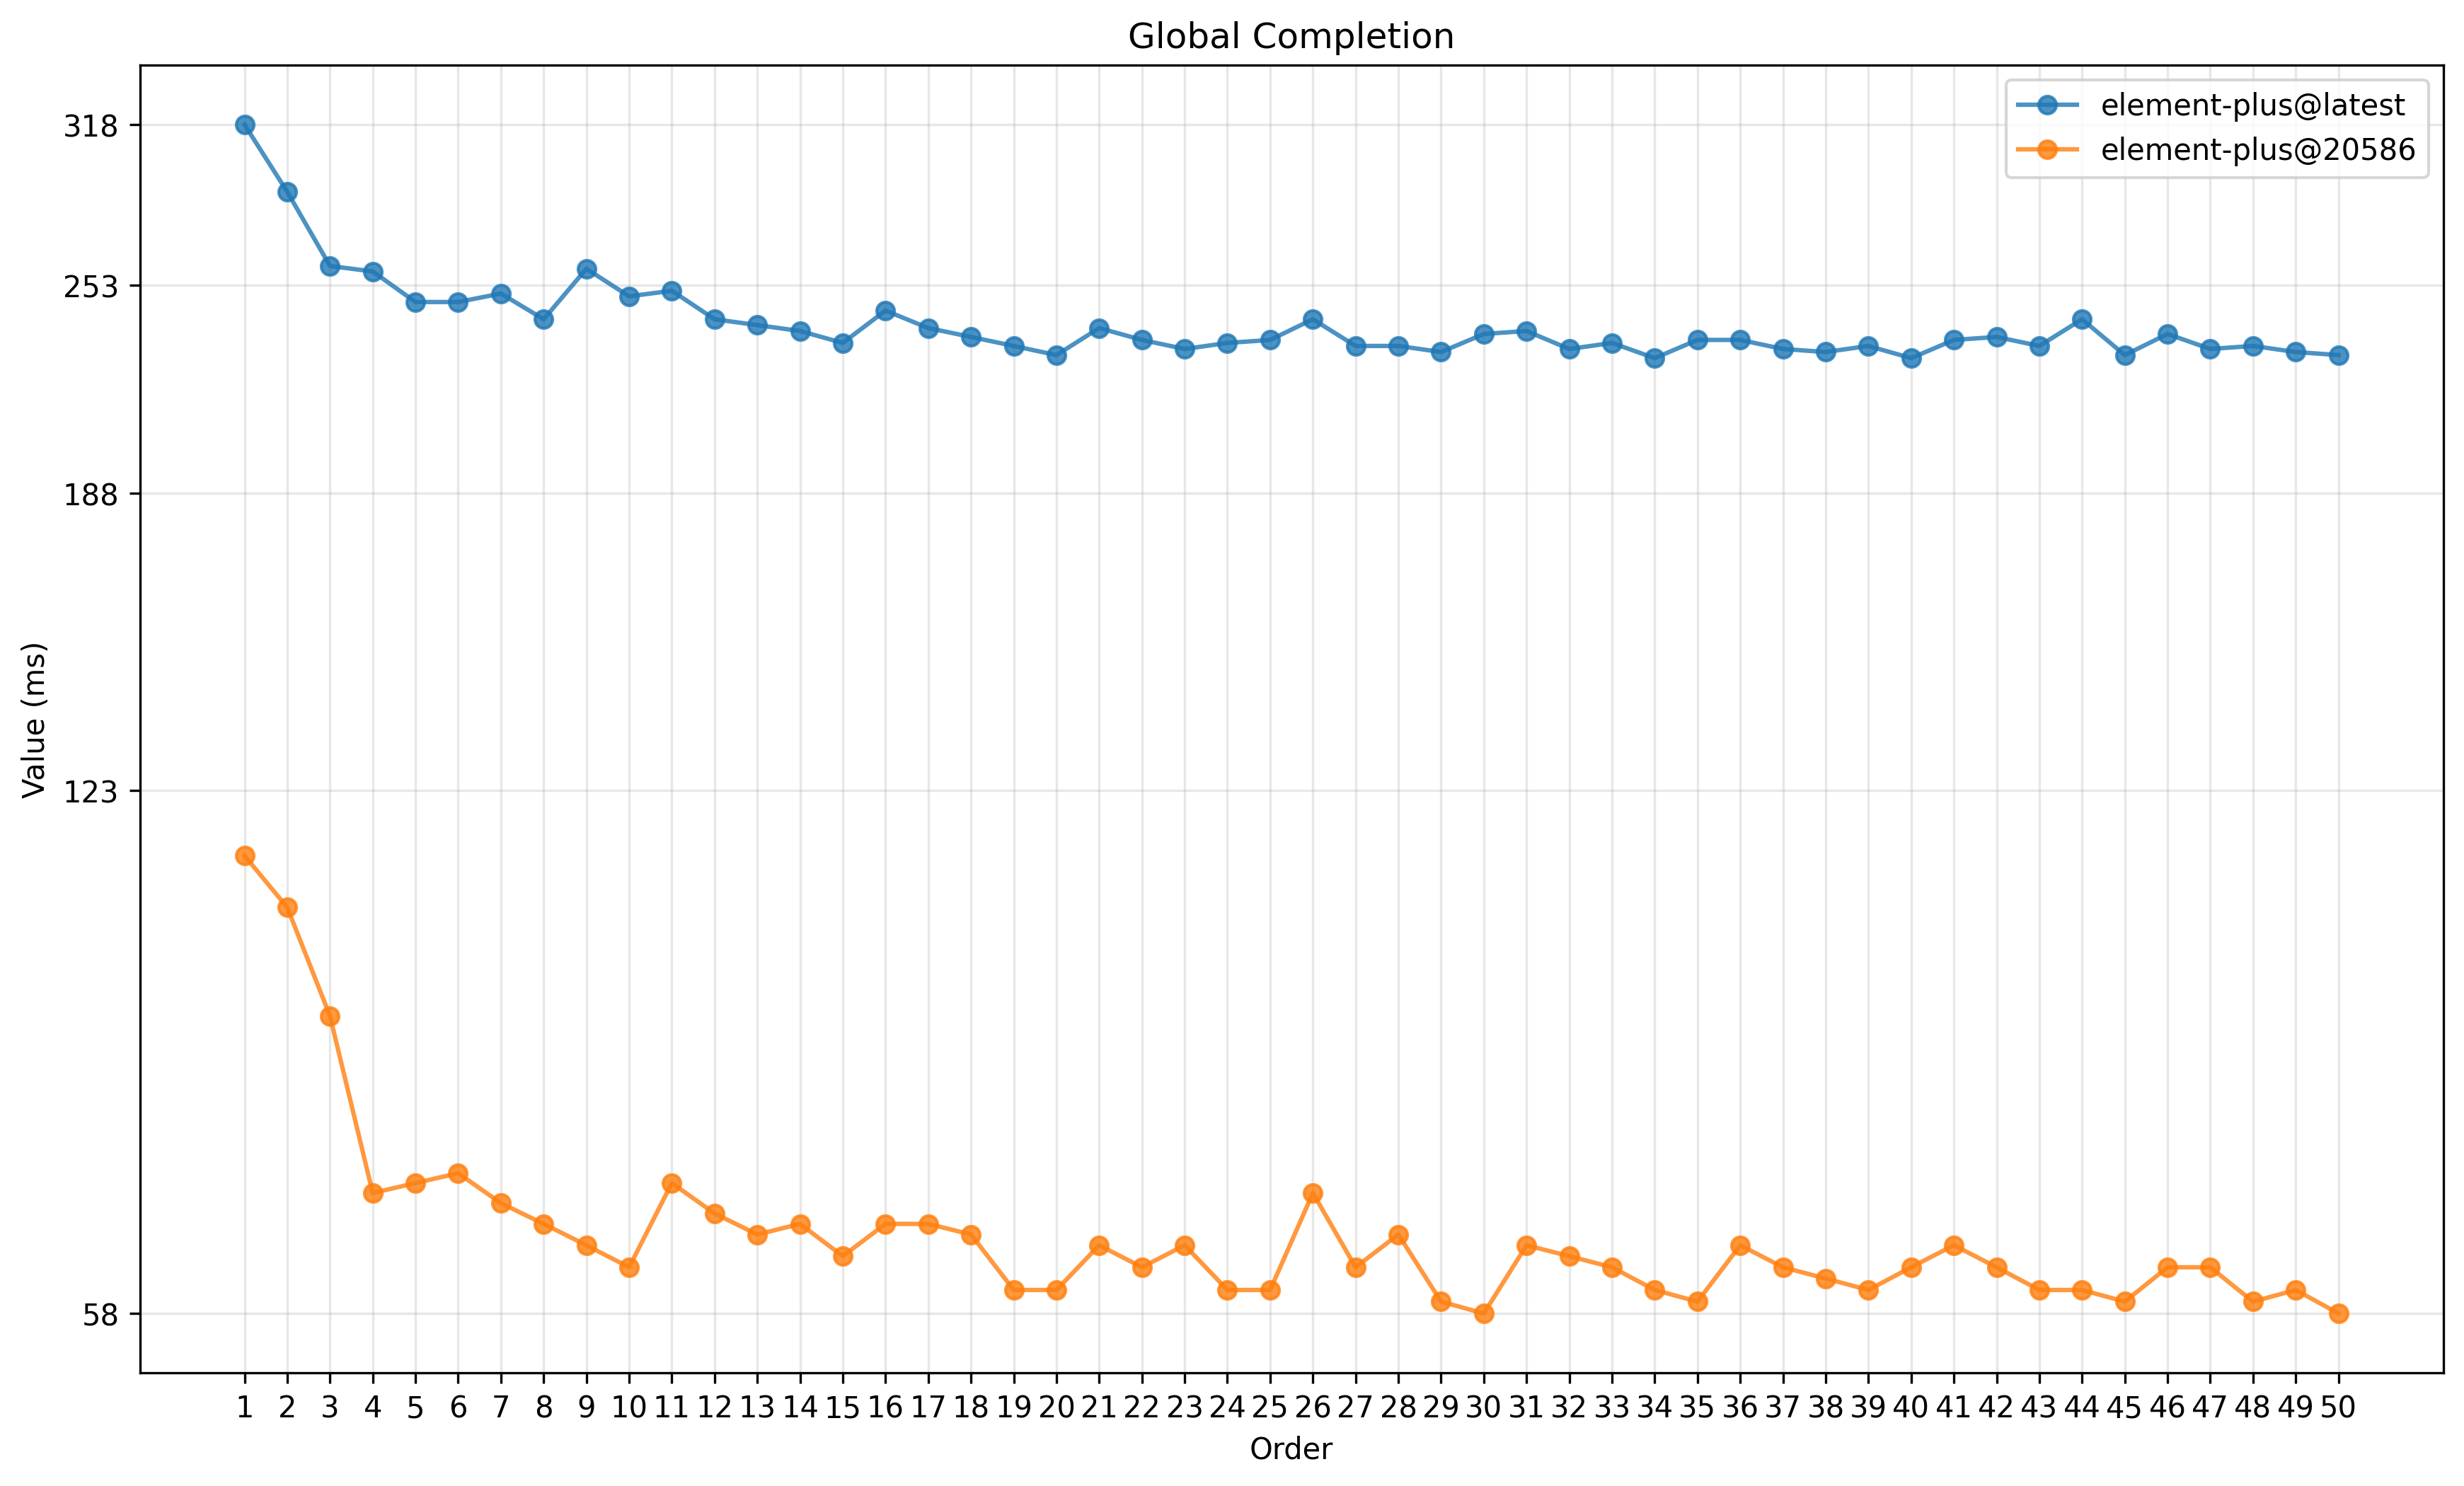 Global Completion
element-plus@latest
element-plus@20586
318
253
188
123
58
Value (ms)
1 2 3 4 5 6 7 8 9 10 11 12 13 14 15 16 17 18 19 20 21 22 23 24 25 26 27 28 29 30 31 32 33 34 35 36 37 38 39 40 41 42 43 44 45 46 47 48 49 50
Order